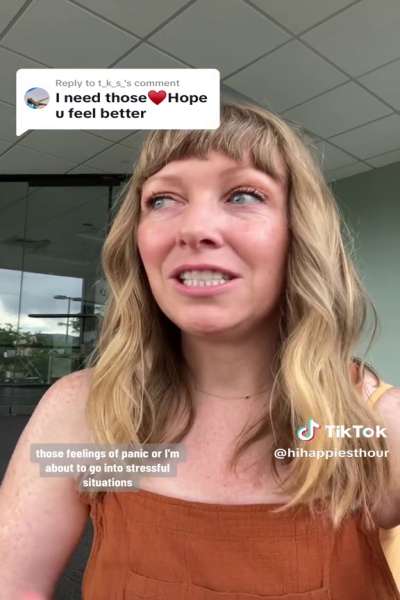 Reply to t_k_s_'s comment
I need those❤️Hope
u feel better
those feelings of panic or I'm
about to go into stressful
situations
TikTok
@hihappiesthour